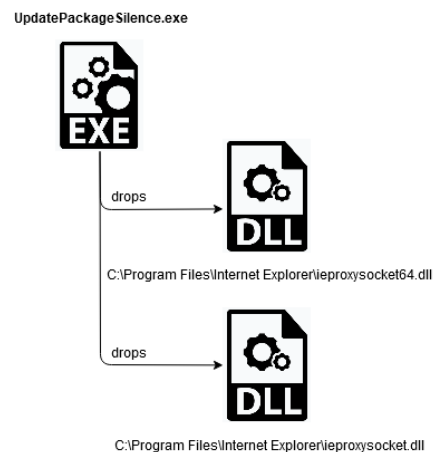 UpdatePackageSilence.exe
EXE
drops
DLL
C:\Program Files\Internet Explorer\ieproxysocket64.dll
drops
DLL
C:\Program Files\Internet Explorer\ieproxysocket.dll